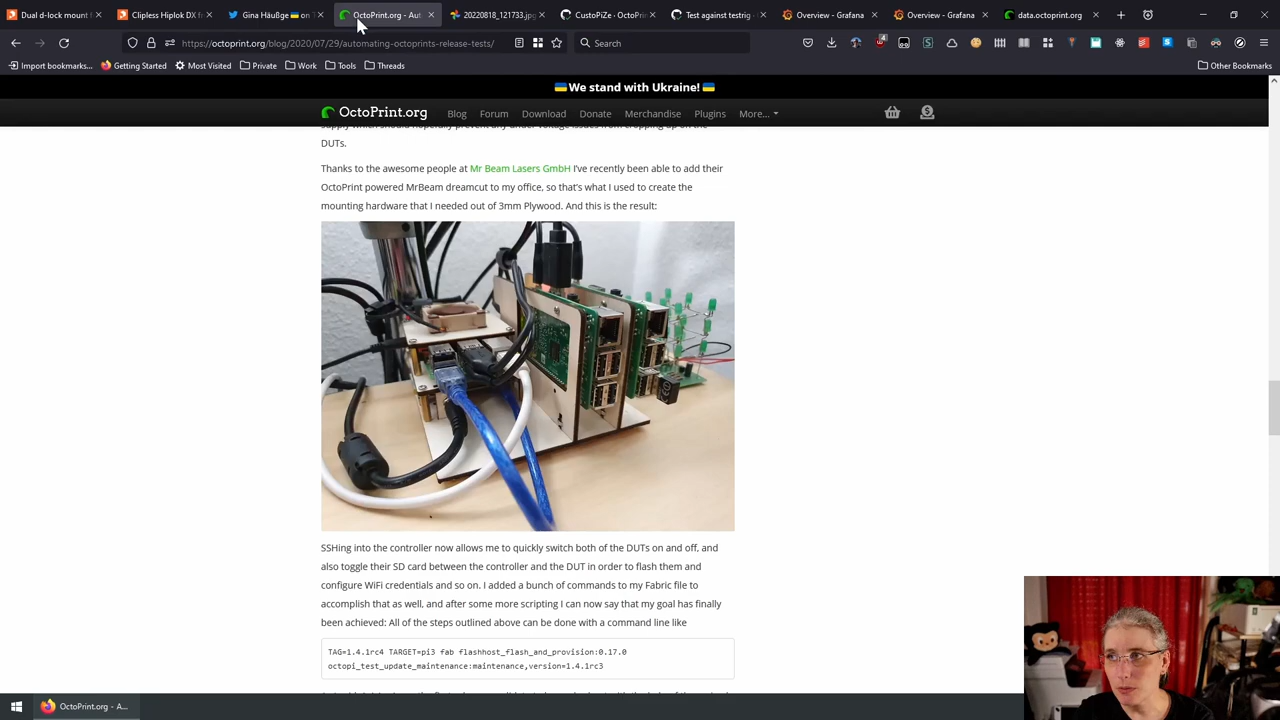 Dual d-lock mount f
Clipless Hiplok DX fr
Gina Häußge 🇺🇦 on T
OctoPrint.org - Aut
20220818_121733.jpg
CustoPiZe · OctoPrin
Test against testrig ·
Overview - Grafana
Overview - Grafana
data.octoprint.org
https://octoprint.org/blog/2020/07/29/automating-octoprints-release-tests/
Search
4
Import bookmarks...
Getting Started
Most Visited
Private
Work
Tools
Threads
Other Bookmarks
We stand with Ukraine!
OctoPrint.org
Blog
Forum
Download
Donate
Merchandise
Plugins
More...
DUTs.
Thanks to the awesome people at Mr Beam Lasers GmbH I've recently been able to add their
OctoPrint powered MrBeam dreamcut to my office, so that's what I used to create the
mounting hardware that I needed out of 3mm Plywood. And this is the result:
SSHing into the controller now allows me to quickly switch both of the DUTs on and off, and
also toggle their SD card between the controller and the DUT in order to flash them and
configure WiFi credentials and so on. I added a bunch of commands to my Fabric file to
accomplish that as well, and after some more scripting I can now say that my goal has finally
been achieved: All of the steps outlined above can be done with a command line like
TAG=1.4.1rc4 TARGET=pi3 fab flashhost_flash_and_provision:0.17.0
octopi_test_update_maintenance:maintenance,version=1.4.1rc3
OctoPrint.org - A...